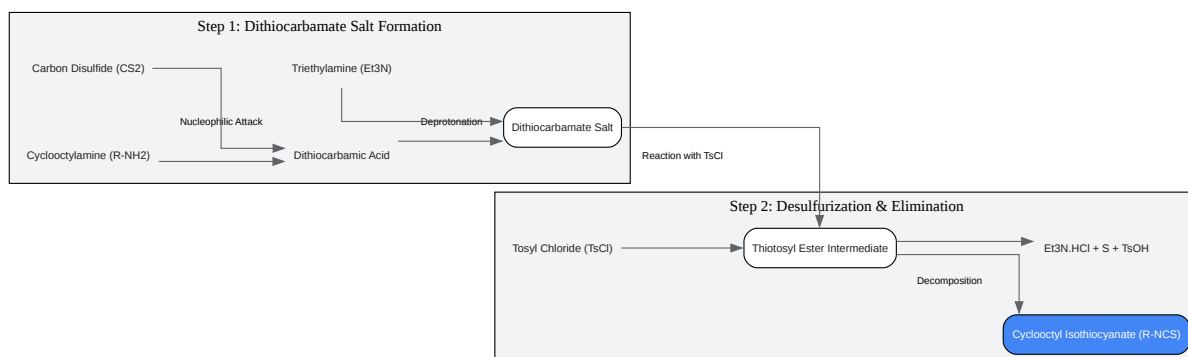 Step 1: Dithiocarbamate Salt Formation
Carbon Disulfide (CS2)
Triethylamine (Et3N)
Nucleophilic Attack
Deprotonation
Dithiocarbamate Salt
Cyclooctylamine (R-NH2)
Dithiocarbamic Acid
Reaction with TsCl
Step 2: Desulfurization & Elimination
Tosyl Chloride (TsCl)
Thiotosyl Ester Intermediate
Et3N.HCl + S + TsOH
Decomposition
Cyclooctyl Isothiocyanate (R-NCS)